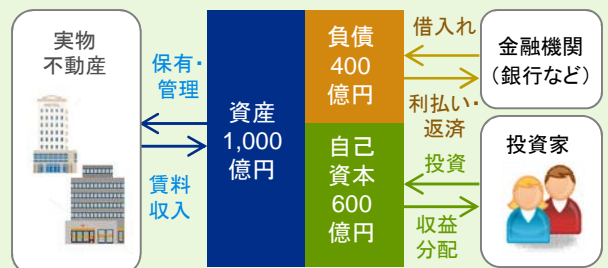 実物
不動産
保有・
管理
賃料
収入
資産
1,000
億円
負債
400
億円
自己
資本
600
億円
借入れ
利払い・
返済
投資
収益
分配
金融機関
（銀行など）
投資家